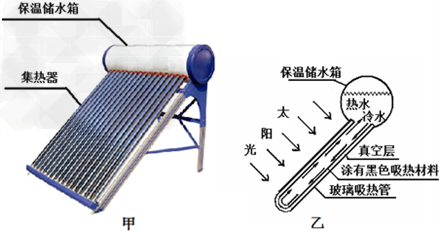 保温储水箱
集热器
甲
保温储水箱
热水
冷水
太
阳
光
真空层
涂有黑色吸热材料
玻璃吸热管
乙